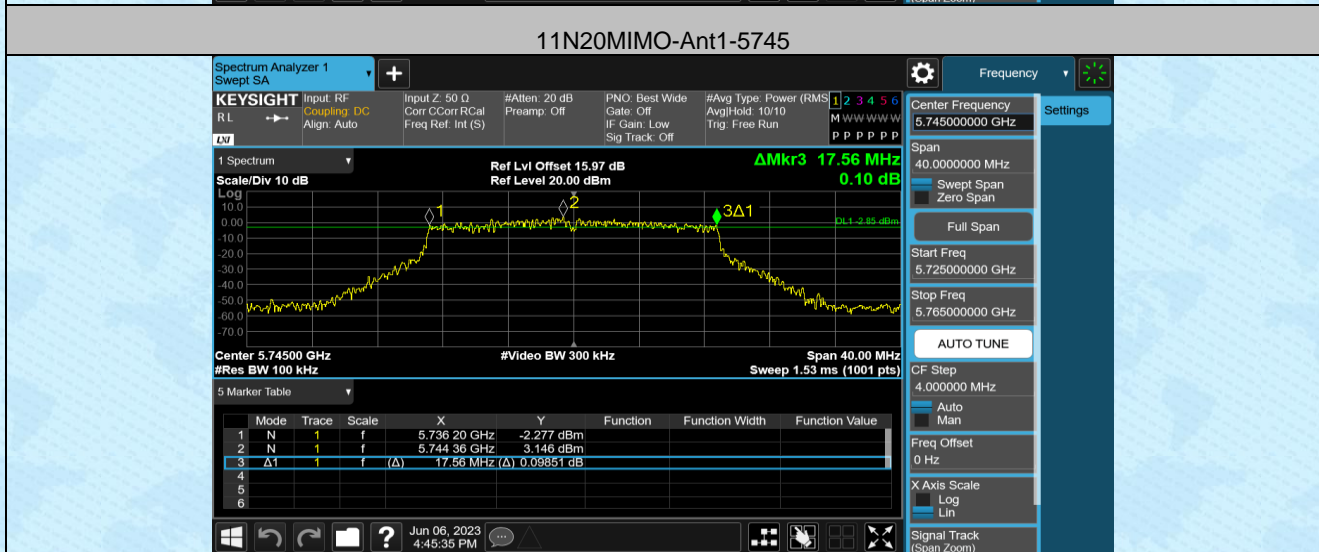 (Span Zoom)
11N20MIMO-Ant1-5745
Spectrum Analyzer 1
Swept SA
Frequency
KEYSIGHT
R L
LXI
Input: RF
Coupling: DC
Align: Auto
Input Z: 50 Ω
Corr CCorr RCal
Freq Ref: Int (S)
#Atten: 20 dB
Preamp: Off
PNO: Best Wide
Gate: Off
IF Gain: Low
Sig Track: Off
#Avg Type: Power (RMS
Avg|Hold: 10/10
Trig: Free Run
1 2 3 4 5 6
M W W W W W
P P P P P P
1 Spectrum
Scale/Div 10 dB
Ref Lvl Offset 15.97 dB
Ref Level 20.00 dBm
ΔMkr3 17.56 MHz
0.10 dB
Log
10.0
0.00
-10.0
-20.0
-30.0
-40.0
-50.0
-60.0
-70.0
1
2
3Δ1
DL1 -2.85 dBm
Center 5.74500 GHz
#Video BW 300 kHz
Span 40.00 MHz
#Res BW 100 kHz
Sweep 1.53 ms (1001 pts)
5 Marker Table
Mode Trace Scale X Y Function Function Width Function Value
1 N 1 f 5.736 20 GHz -2.277 dBm
2 N 1 f 5.744 36 GHz 3.146 dBm
3 Δ1 1 f (Δ) 17.56 MHz (Δ) 0.09851 dB
4
5
6
Jun 06, 2023
4:45:35 PM
Center Frequency
5.745000000 GHz
Settings
Span
40.0000000 MHz
Swept Span
Zero Span
Full Span
Start Freq
5.725000000 GHz
Stop Freq
5.765000000 GHz
AUTO TUNE
CF Step
4.000000 MHz
Auto
Man
Freq Offset
0 Hz
X Axis Scale
Log
Lin
Signal Track
(Span Zoom)